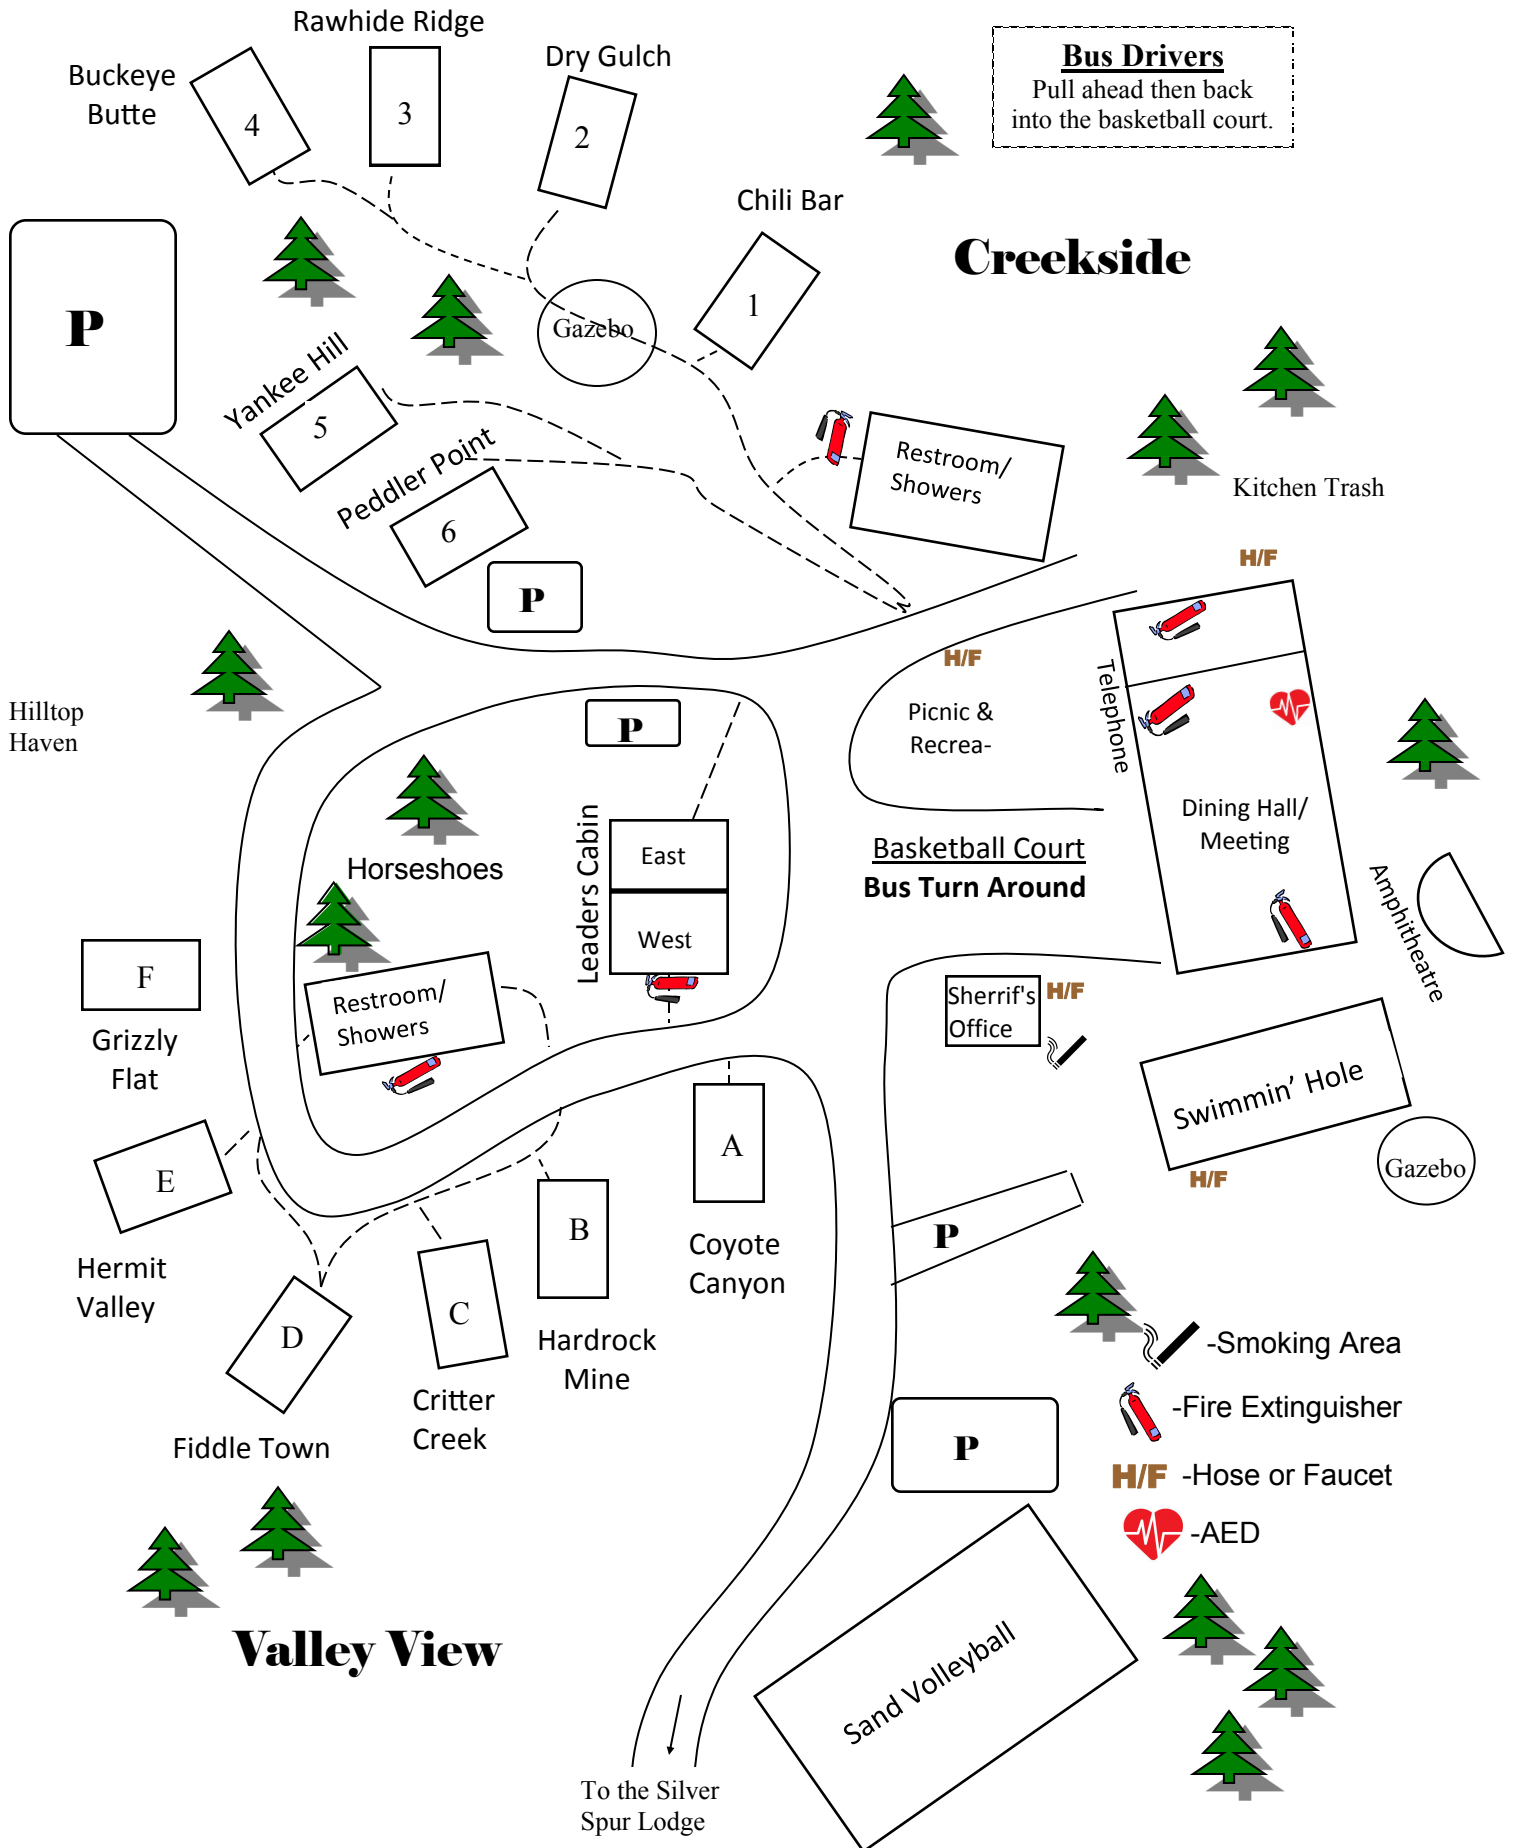 Rawhide Ridge
Dry Gulch
Buckeye
Butte
4
3
2
Bus Drivers
Pull ahead then back
into the basketball court.
Chili Bar
Creekside
1
P
Gazebo
Yankee Hill
5
Peddler Point
6
P
Restroom/
Showers
Kitchen Trash
H/F
H/F
Telephone
Hilltop
Haven
P
Picnic &
Recrea-
Dining Hall/
Meeting
Horseshoes
Leaders Cabin
East
West
Basketball Court
Bus Turn Around
Amphitheatre
F
Grizzly
Flat
Restroom/
Showers
Sherrif's
Office
H/F
Swimmin’ Hole
H/F
Gazebo
E
Hermit
Valley
D
Fiddle Town
C
Critter
Creek
B
Hardrock
Mine
A
Coyote
Canyon
P
P
-Smoking Area
-Fire Extinguisher
H/F -Hose or Faucet
-AED
Valley View
Sand Volleyball
To the Silver
Spur Lodge